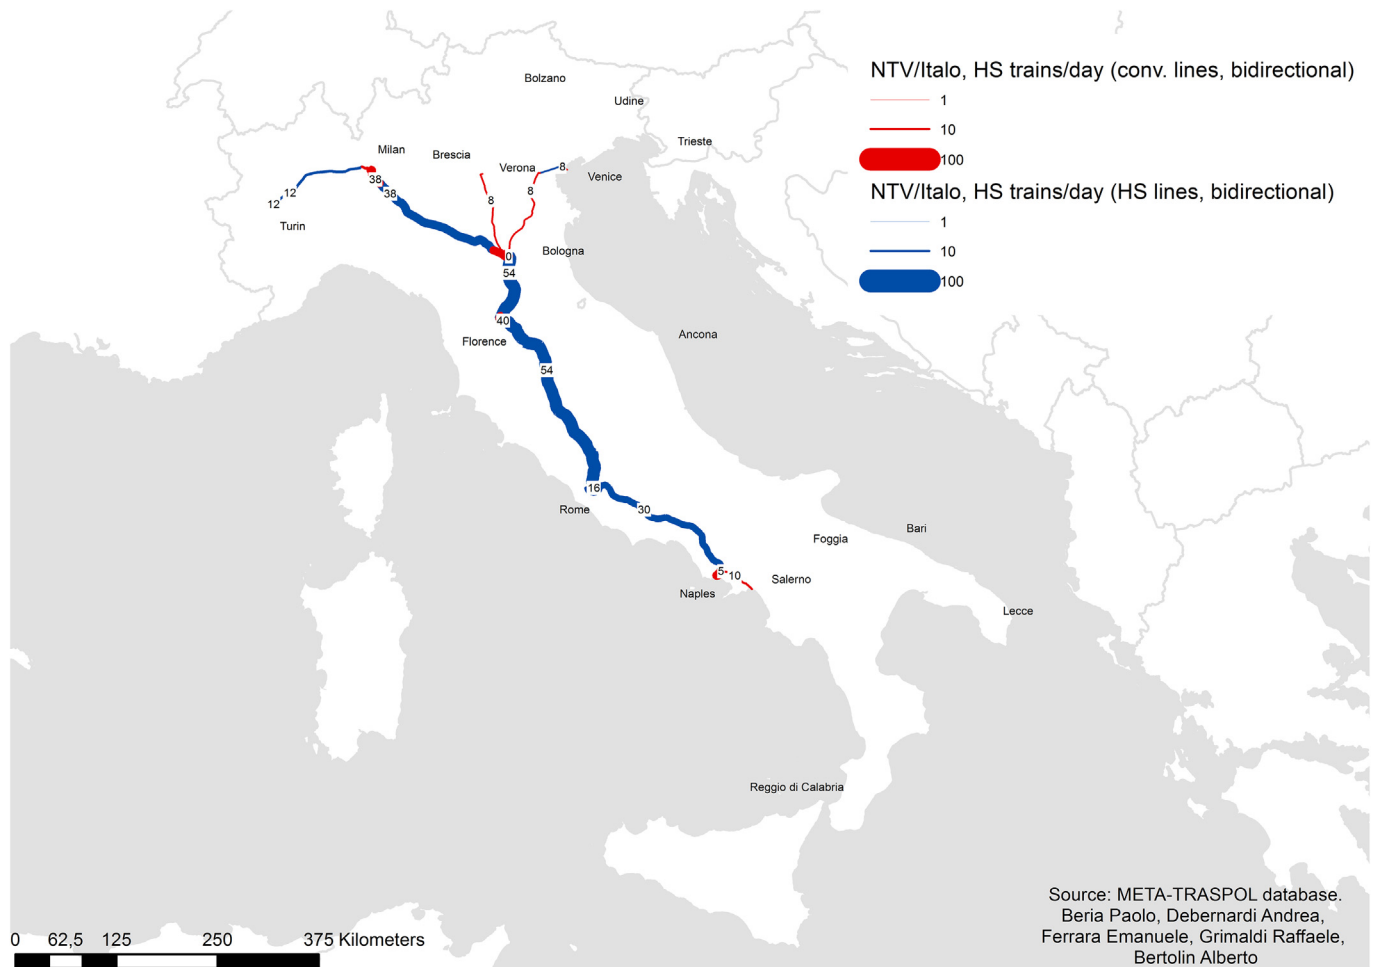 Bolzano
Udine
Trieste
Milan
Brescia
Verona
Venice
8
38
38
12
12
8
8
Turin
0
Bologna
54
40
Florence
Ancona
54
16
Rome
30
Foggia
Bari
5
10
Salerno
Naples
Lecce
Reggio di Calabria
NTV/Italo, HS trains/day (conv. lines, bidirectional)
1
10
100
NTV/Italo, HS trains/day (HS lines, bidirectional)
1
10
100
Source: META-TRASPOL database.
Beria Paolo, Debernardi Andrea,
Ferrara Emanuele, Grimaldi Raffaele,
Bertolin Alberto
0 62,5 125 250 375 Kilometers